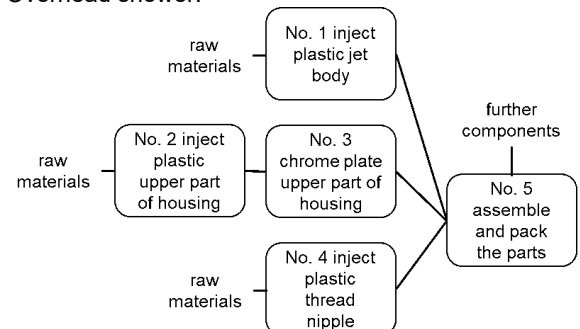 Overhead shower:
No. 1 inject
plastic jet
body
raw
materials
No. 2 inject
plastic
upper part
of housing
raw
materials
No. 3
chrome plate
upper part of
housing
further
components
No. 5
assemble
and pack
the parts
No. 4 inject
plastic
thread
nipple
raw
materials